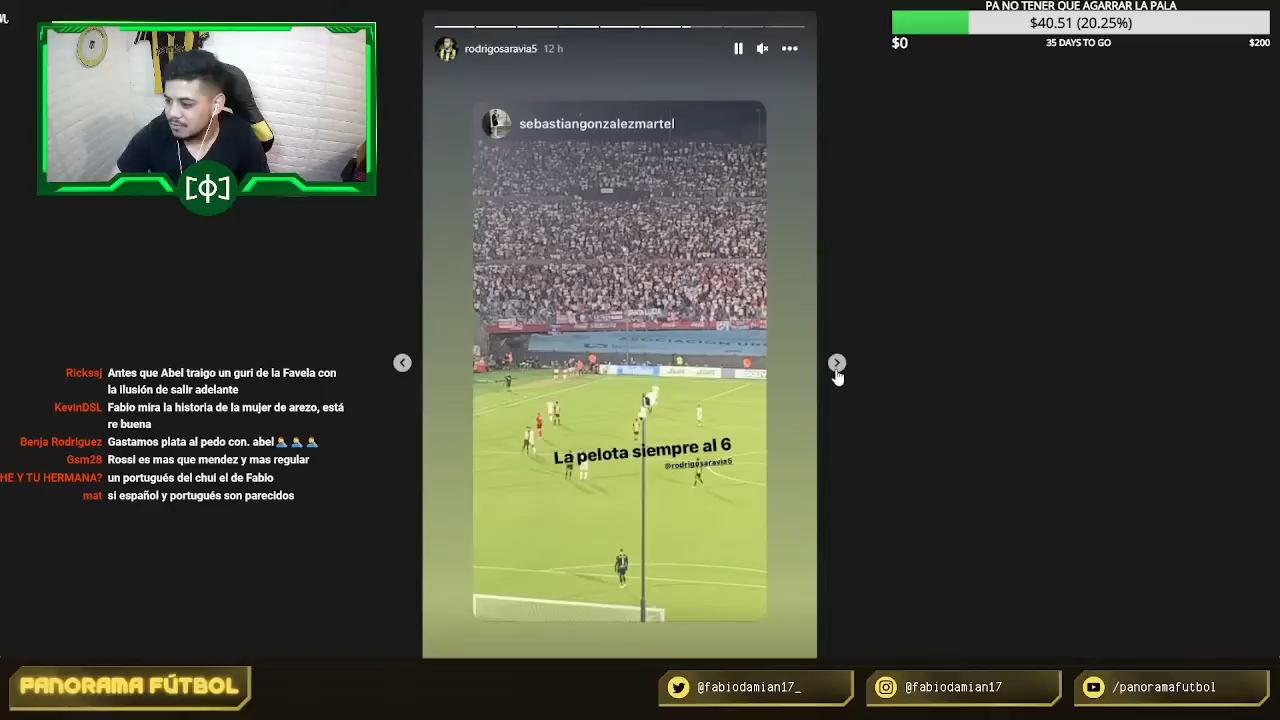 PA NO TENER QUE AGARRAR LA PALA
$40.51 (20.25%)
$0
35 DAYS TO GO
$200
rodrigosaravia5 12 h
sebastiangonzalezmartel
La pelota siempre al 6
@rodrigosaravia5
Rickssj Antes que Abel traigo un guri de la Favela con
la ilusión de salir adelante
KevinDSL Fabio mira la historia de la mujer de arezo, está
re buena
Benja Rodriguez Gastamos plata al pedo con. abel🤦‍♂️🤦‍♂️🤦‍♂️
Gsm28 Rossi es mas que mendez y mas regular
HE Y TU HERMANA? un portugués del chui el de Fabio
mat si español y portugués son parecidos
PANORAMA FÚTBOL
@fabiodamian17_
@fabiodamian17
/panoramafutbol